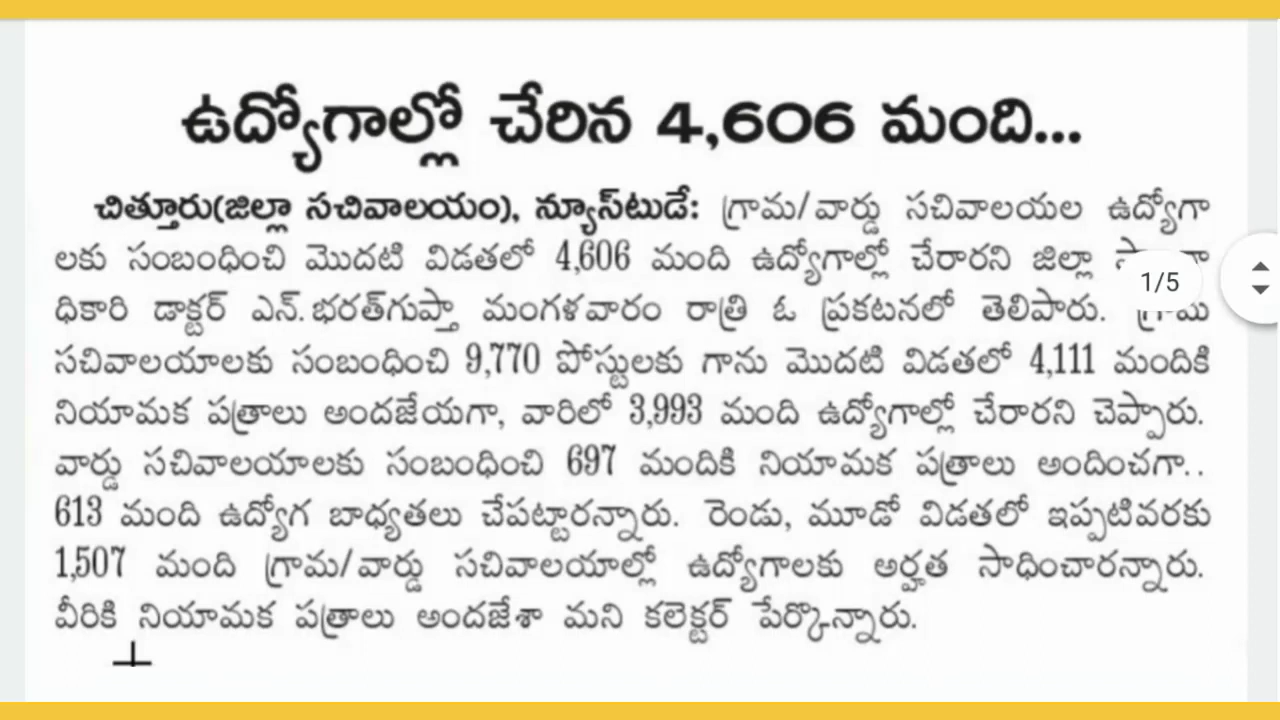 ఉద్యోగాల్లో చేరిన 4,606 మంది...
చిత్తూరు(జిల్లా సచివాలయం), న్యూస్‌టుడే: గ్రామ/వార్డు సచివాలయల ఉద్యోగా
లకు సంబంధించి మొదటి విడతలో 4,606 మంది ఉద్యోగాల్లో చేరారని జిల్లా
1/5
ధికారి డాక్టర్ ఎన్.భరత్‌గుప్తా మంగళవారం రాత్రి ఓ ప్రకటనలో తెలిపారు. గ్రామ
సచివాలయాలకు సంబంధించి 9,770 పోస్టులకు గాను మొదటి విడతలో 4,111 మందికి
నియామక పత్రాలు అందజేయగా, వారిలో 3,993 మంది ఉద్యోగాల్లో చేరారని చెప్పారు.
వార్డు సచివాలయాలకు సంబంధించి 697 మందికి నియామక పత్రాలు అందించగా..
613 మంది ఉద్యోగ బాధ్యతలు చేపట్టారన్నారు. రెండు, మూడో విడతలో ఇప్పటివరకు
1,507 మంది గ్రామ/వార్డు సచివాలయాల్లో ఉద్యోగాలకు అర్హత సాధించారన్నారు.
వీరికి నియామక పత్రాలు అందజేశా మని కలెక్టర్ పేర్కొన్నారు.